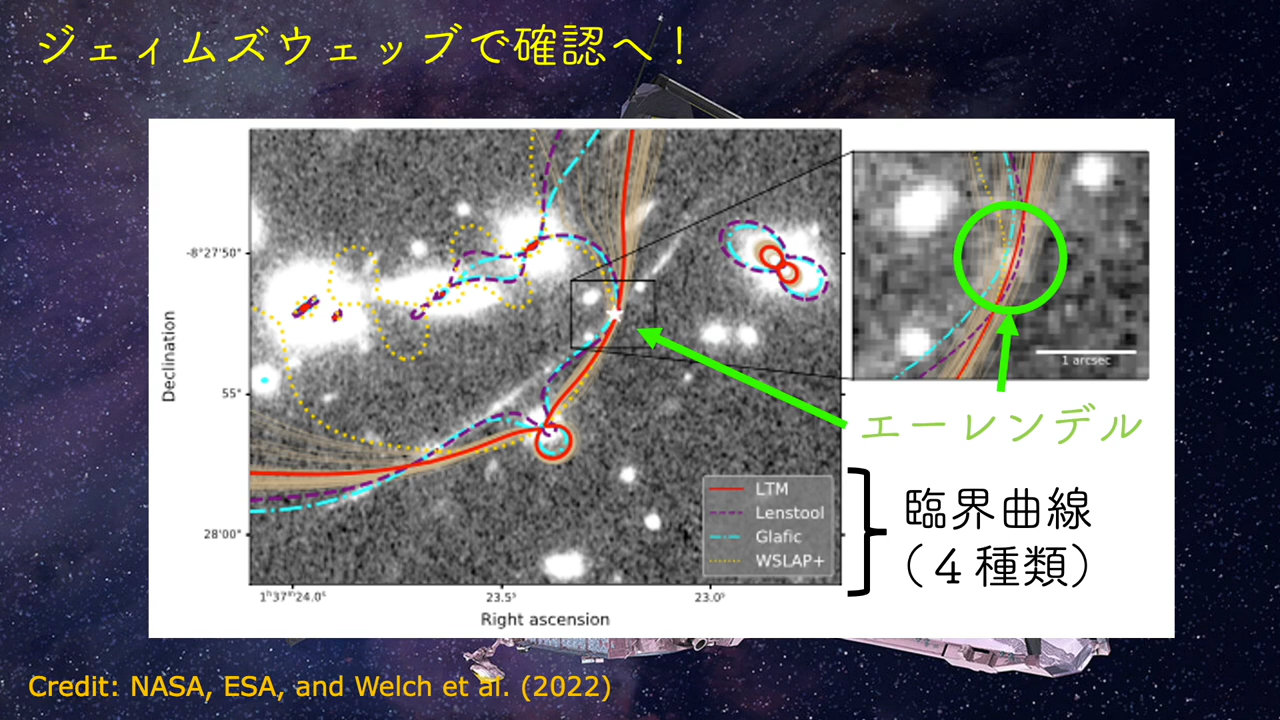 ジェィムズウェッブで確認へ！
-8°27'50"
55"
28'00"
Declination
1ʰ37ᵐ24.0ˢ
23.5ˢ
23.0ˢ
Right ascension
LTM
Lenstool
Glafic
WSLAP+
1 arcsec
エーレンデル
臨界曲線
（４種類）
Credit: NASA, ESA, and Welch et al. (2022)